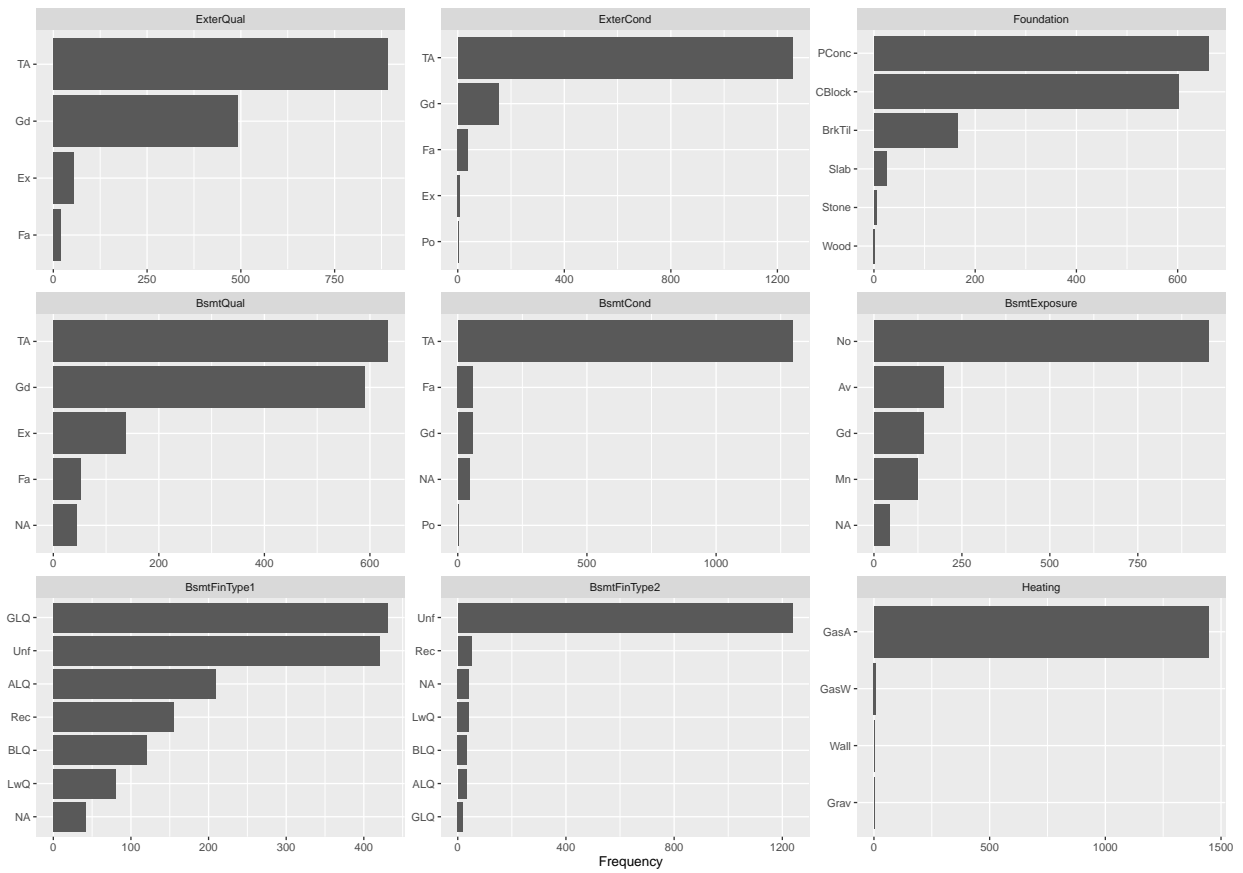 ExterQual
TA
Gd
Ex
Fa
0 250 500 750
ExterCond
TA
Gd
Fa
Ex
Po
0 400 800 1200
Foundation
PConc
CBlock
BrkTil
Slab
Stone
Wood
0 200 400 600
BsmtQual
TA
Gd
Ex
Fa
NA
0 200 400 600
BsmtCond
TA
Fa
Gd
NA
Po
0 500 1000
BsmtExposure
No
Av
Gd
Mn
NA
0 250 500 750
BsmtFinType1
GLQ
Unf
ALQ
Rec
BLQ
LwQ
NA
0 100 200 300 400
BsmtFinType2
Unf
Rec
NA
LwQ
BLQ
ALQ
GLQ
0 400 800 1200
Heating
GasA
GasW
Wall
Grav
0 500 1000 1500
Frequency